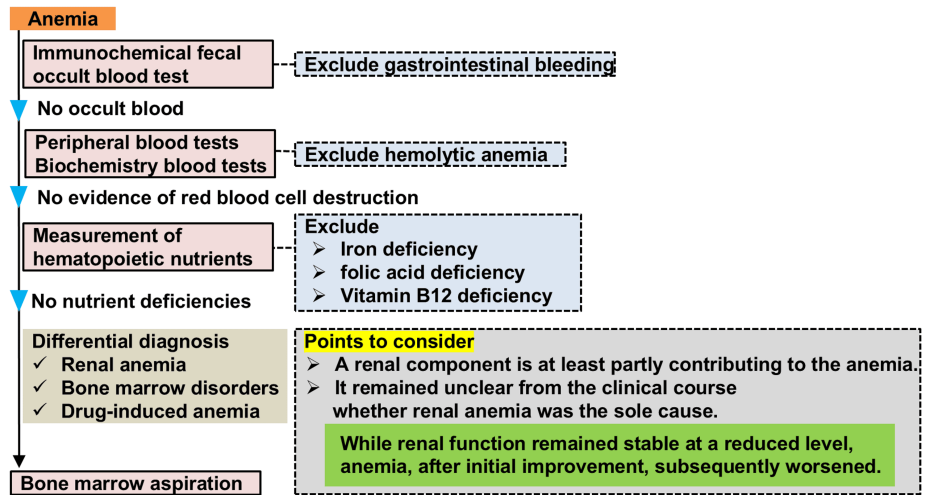 Anemia
Immunochemical fecal
occult blood test
Exclude gastrointestinal bleeding
No occult blood
Peripheral blood tests
Biochemistry blood tests
Exclude hemolytic anemia
No evidence of red blood cell destruction
Measurement of
hematopoietic nutrients
Exclude
➢ Iron deficiency
➢ folic acid deficiency
➢ Vitamin B12 deficiency
No nutrient deficiencies
Differential diagnosis
✓ Renal anemia
✓ Bone marrow disorders
✓ Drug-induced anemia
Points to consider
➢ A renal component is at least partly contributing to the anemia.
➢ It remained unclear from the clinical course
whether renal anemia was the sole cause.
While renal function remained stable at a reduced level,
anemia, after initial improvement, subsequently worsened.
Bone marrow aspiration